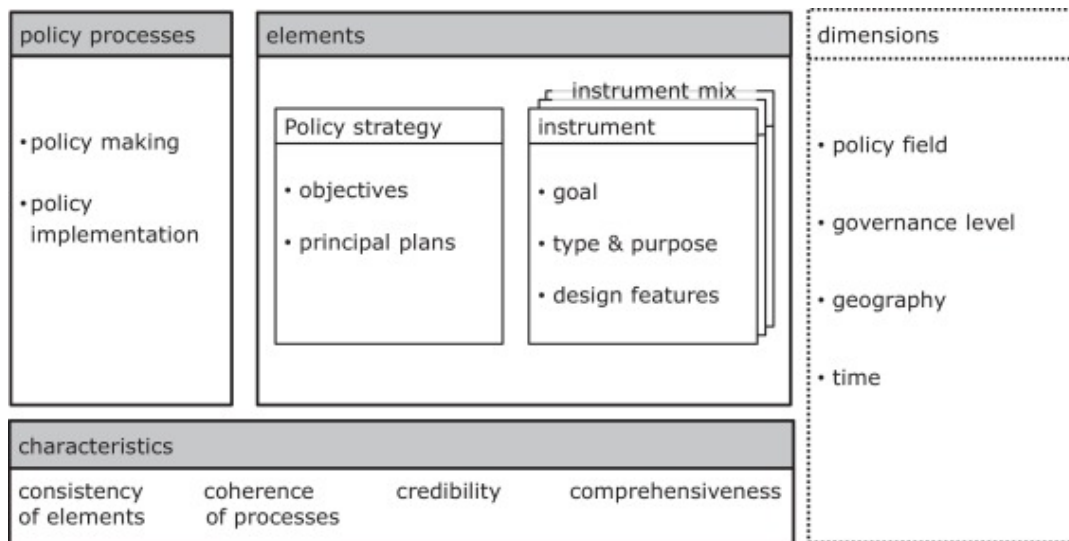 policy processes
• policy making
• policy
implementation
elements
Policy strategy
• objectives
• principal plans
instrument mix
instrument
• goal
• type & purpose
• design features
dimensions
• policy field
• governance level
• geography
• time
characteristics
consistency
of elements
coherence
of processes
credibility
comprehensiveness